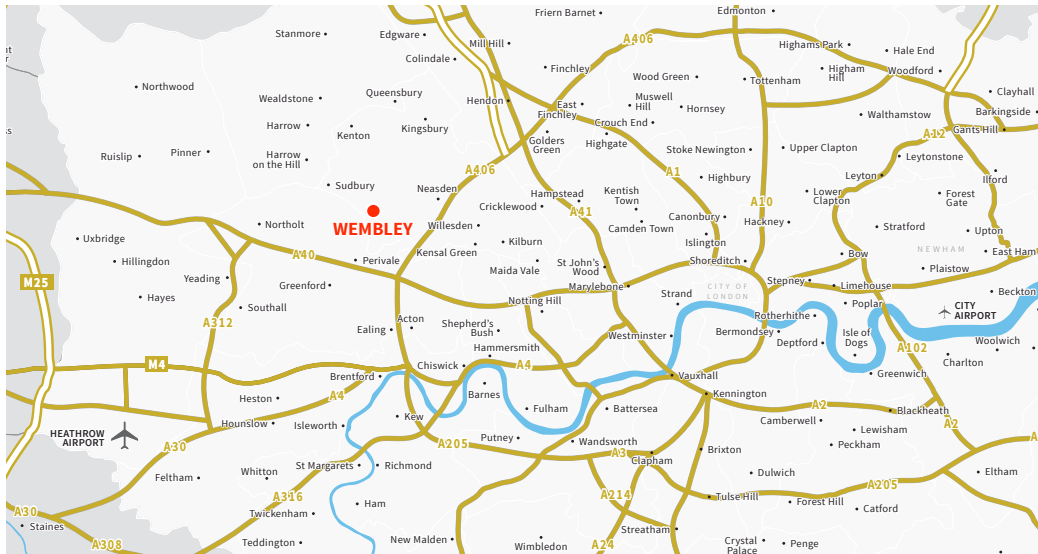 Friern Barnet
Edmonton
Stanmore
Edgware
Mill Hill
A406
Highams Park
Hale End
Colindale
Finchley
Wood Green
Tottenham
Higham
Hill
Woodford
Northwood
Wealdstone
Queensbury
Hendon
East
Finchley
Muswell
Hill
Hornsey
Clayhall
Barkingside
Harrow
Kenton
Kingsbury
Crouch End
Walthamstow
A12
Gants Hill
Ruislip
Pinner
Harrow
on the Hill
Golders
Green
Highgate
Stoke Newington
Upper Clapton
Leytonstone
A406
A1
Highbury
Leyton
Ilford
Sudbury
Neasden
Hampstead
Kentish
Town
Lower
Clapton
Forest
Gate
Cricklewood
A41
A10
Canonbury
Hackney
WEMBLEY
Northolt
Willesden
Camden Town
Stratford
Upton
Uxbridge
Kilburn
Islington
NEWHAM
A40
Perivale
Kensal Green
Bow
East Ham
Hillingdon
Maida Vale
St John's
Wood
Shoreditch
Plaistow
M25
Yeading
Greenford
Marylebone
CITY OF
LONDON
Stepney
Limehouse
Beckton
Hayes
Southall
Notting Hill
Strand
Poplar
CITY
AIRPORT
A312
Acton
Ealing
Shepherd's
Bush
Rotherhithe
Westminster
Bermondsey
Isle of
Dogs
Deptford
Woolwich
Hammersmith
A102
M4
Chiswick
A4
Charlton
Brentford
Vauxhall
Greenwich
Heston
A4
Barnes
Kennington
Fulham
Battersea
A2
Blackheath
Kew
Hounslow
Isleworth
Camberwell
A2
HEATHROW
AIRPORT
Lewisham
A30
A205
Putney
Wandsworth
Peckham
A3
Brixton
St Margarets
Richmond
Clapham
Whitton
Feltham
Dulwich
Eltham
A205
A316
A214
Tulse Hill
Forest Hill
Ham
Catford
A30
Twickenham
Staines
Streatham
Teddington
New Malden
A308
Wimbledon
A24
Crystal
Palace
Penge